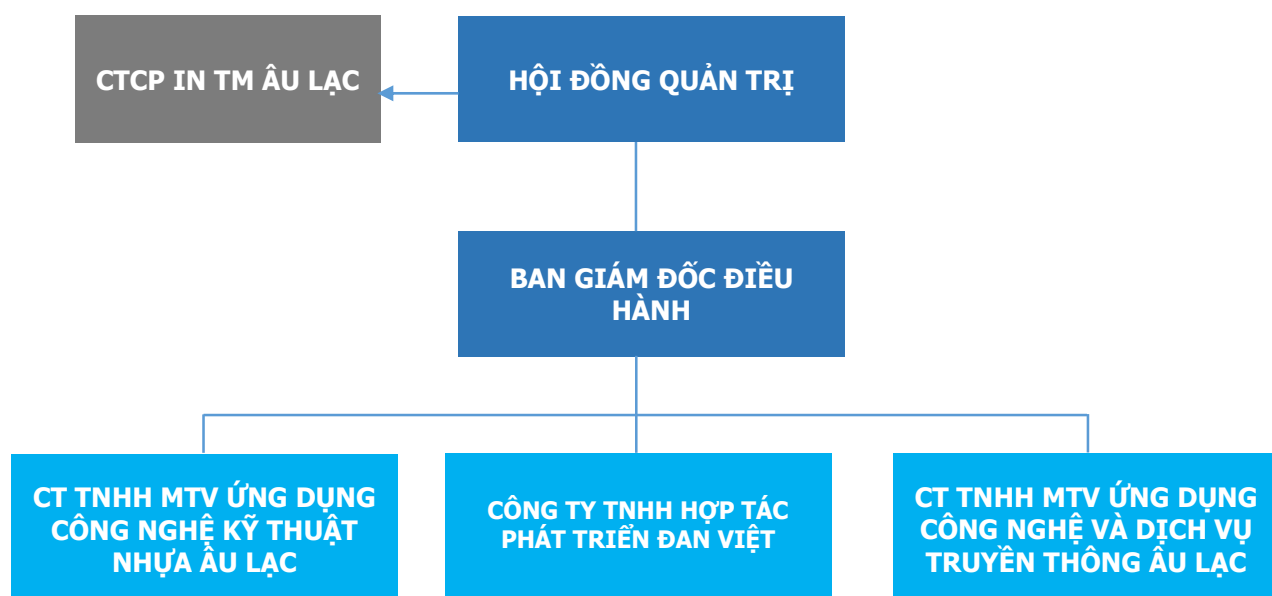 CTCP IN TM ÂU LẠC
HỘI ĐỒNG QUẢN TRỊ
BAN GIÁM ĐỐC ĐIỀU
HÀNH
CT TNHH MTV ỨNG DỤNG
CÔNG NGHỆ KỸ THUẬT
NHỰA ÂU LẠC
CÔNG TY TNHH HỢP TÁC
PHÁT TRIỂN ĐAN VIỆT
CT TNHH MTV ỨNG DỤNG
CÔNG NGHỆ VÀ DỊCH VỤ
TRUYỀN THÔNG ÂU LẠC